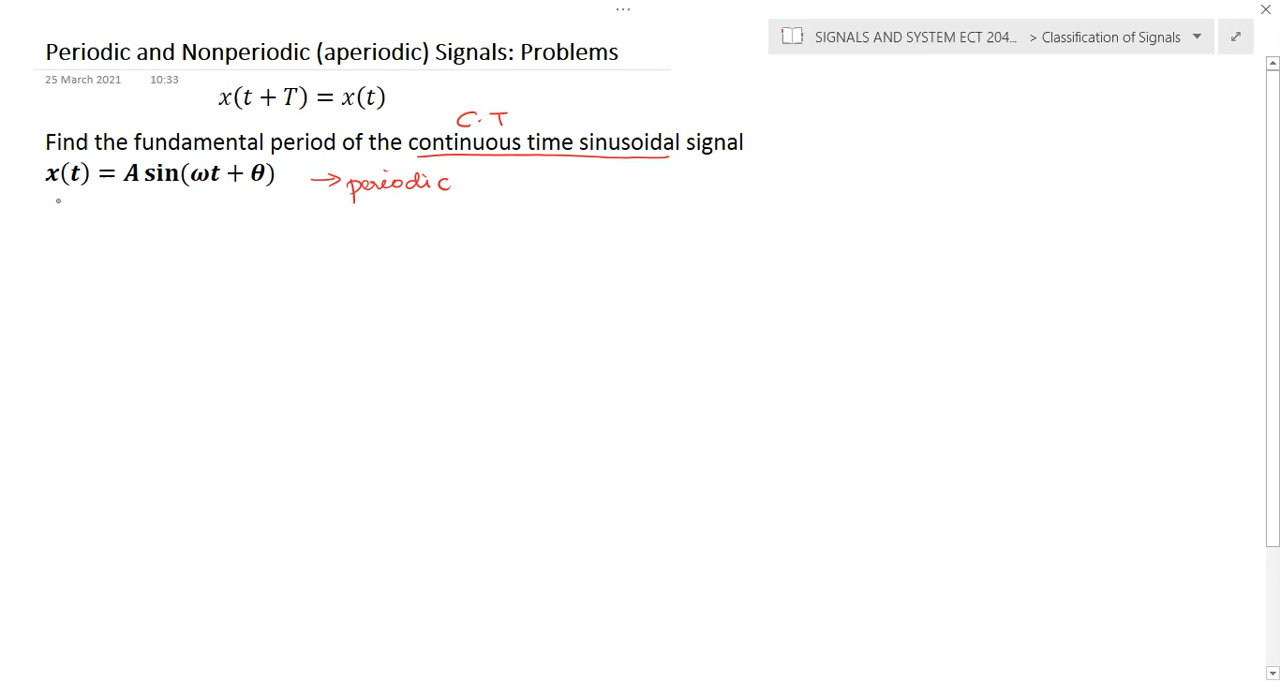 SIGNALS AND SYSTEM ECT 204... > Classification of Signals
Periodic and Nonperiodic (aperiodic) Signals: Problems
25 March 2021 10:33
x(t + T) = x(t)
C.T
Find the fundamental period of the continuous time sinusoidal signal
x(t) = A sin(ωt + θ) → periodic